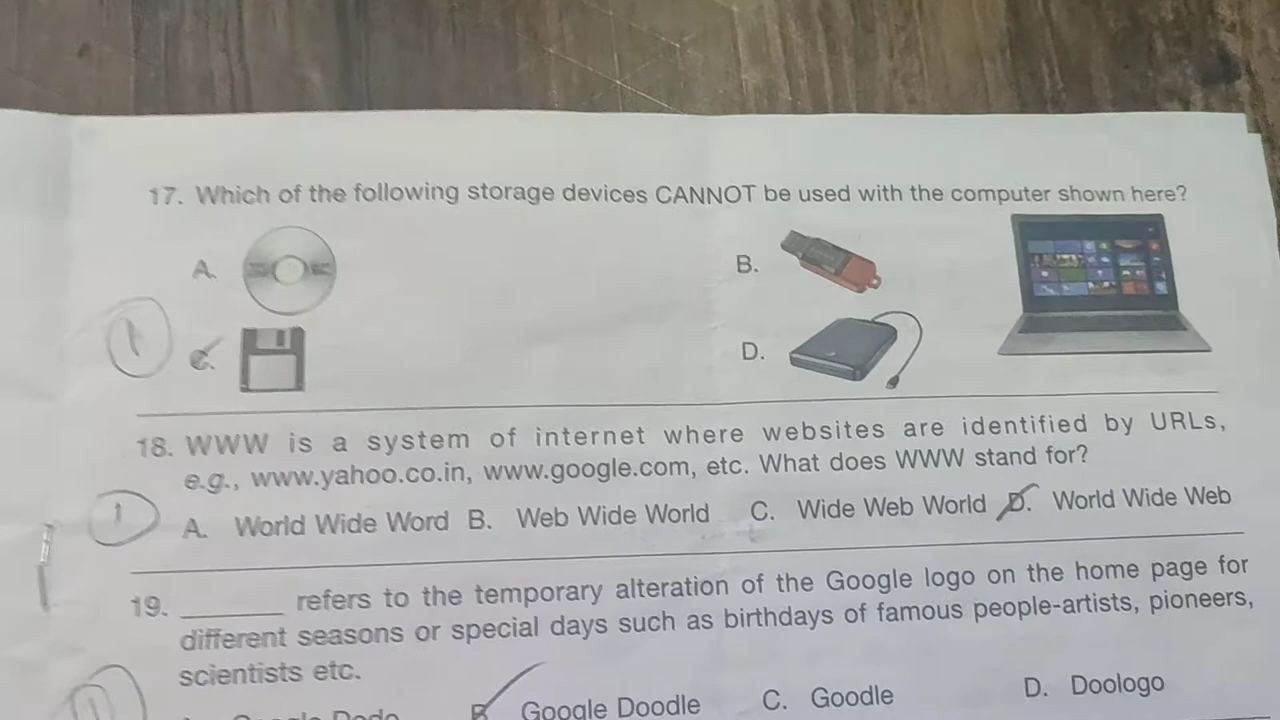 17. Which of the following storage devices CANNOT be used with the computer shown here?
A.
B.
C.
D.
1
18. WWW is a system of internet where websites are identified by URLs,
e.g., www.yahoo.co.in, www.google.com, etc. What does WWW stand for?
1
A. World Wide Word B. Web Wide World C. Wide Web World D. World Wide Web
19. ______ refers to the temporary alteration of the Google logo on the home page for
different seasons or special days such as birthdays of famous people-artists, pioneers,
scientists etc.
1
B Google Doodle C. Goodle D. Doologo